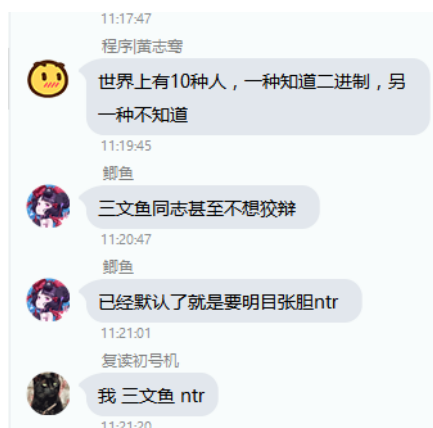 11:17:47
程序|黄志骞
世界上有10种人，一种知道二进制，另
一种不知道
11:19:45
鲫鱼
三文鱼同志甚至不想狡辩
11:20:47
鲫鱼
已经默认了就是要明目张胆ntr
11:21:01
复读初号机
我 三文鱼 ntr
11:21:20